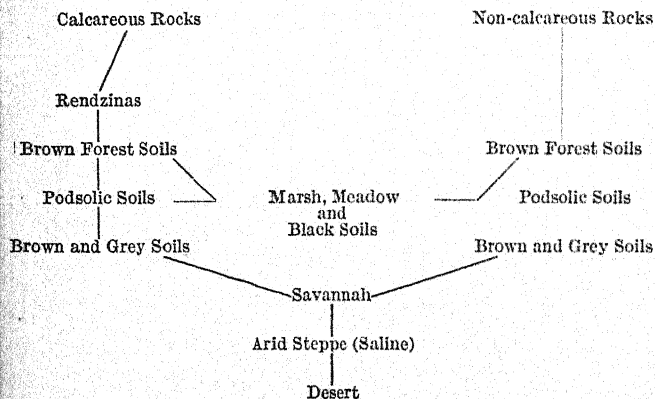 Calcareous Rocks
Non-calcareous Rocks
Rendzinas
Brown Forest Soils
Brown Forest Soils
Podsolic Soils
Marsh, Meadow
and
Black Soils
Podsolic Soils
Brown and Grey Soils
Brown and Grey Soils
Savannah
Arid Steppe (Saline)
Desert